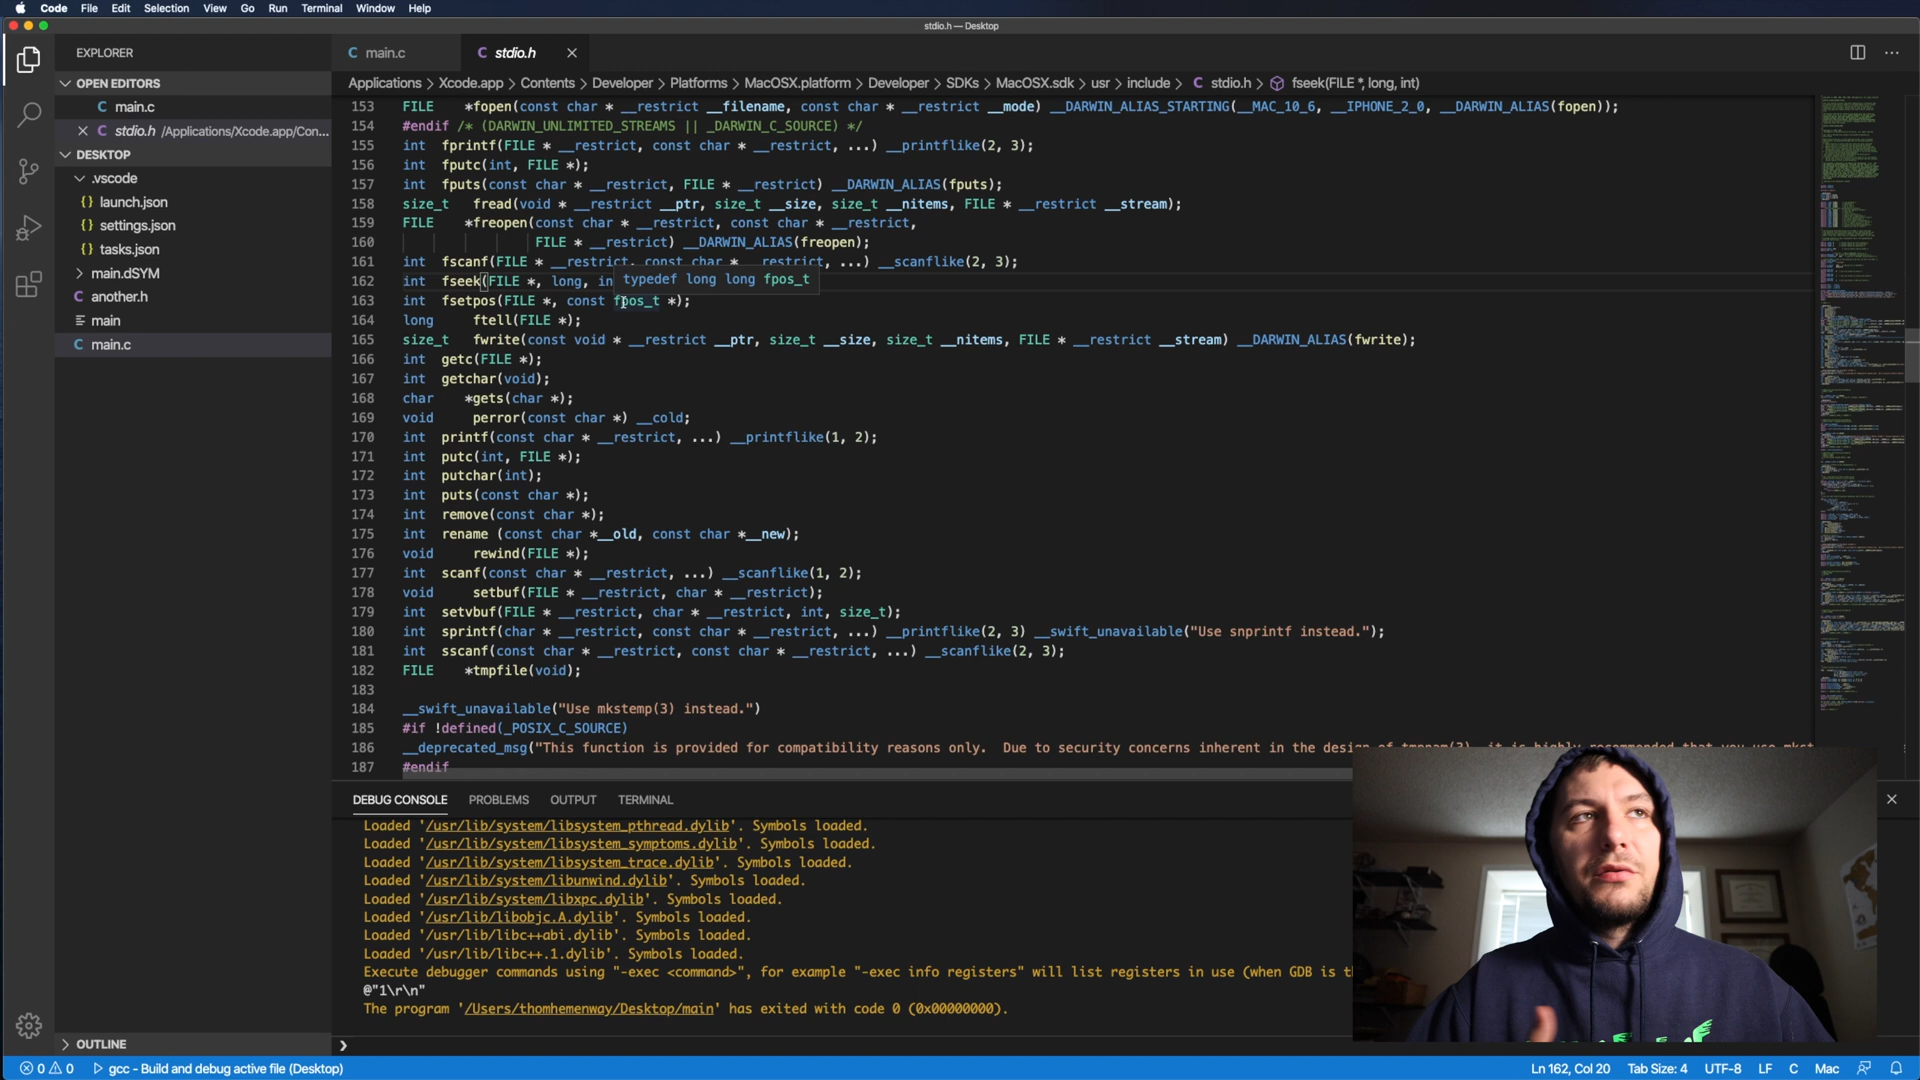 Code File Edit Selection View Go Run Terminal Window Help
stdio.h — Desktop
EXPLORER
OPEN EDITORS
C main.c
C stdio.h /Applications/Xcode.app/Con...
DESKTOP
.vscode
{} launch.json
{} settings.json
{} tasks.json
main.dSYM
C another.h
main
C main.c
OUTLINE
C main.c
C stdio.h
Applications > Xcode.app > Contents > Developer > Platforms > MacOSX.platform > Developer > SDKs > MacOSX.sdk > usr > include > C stdio.h > fseek(FILE *, long, int)
153 FILE *fopen(const char * __restrict __filename, const char * __restrict __mode) __DARWIN_ALIAS_STARTING(__MAC_10_6, __IPHONE_2_0, __DARWIN_ALIAS(fopen));
154 #endif /* (DARWIN_UNLIMITED_STREAMS || _DARWIN_C_SOURCE) */
155 int fprintf(FILE * __restrict, const char * __restrict, ...) __printflike(2, 3);
156 int fputc(int, FILE *);
157 int fputs(const char * __restrict, FILE * __restrict) __DARWIN_ALIAS(fputs);
158 size_t fread(void * __restrict __ptr, size_t __size, size_t __nitems, FILE * __restrict __stream);
159 FILE *freopen(const char * __restrict, const char * __restrict,
160 FILE * __restrict) __DARWIN_ALIAS(freopen);
161 int fscanf(FILE * __restrict, const char * __restrict, ...) __scanflike(2, 3);
162 int fseek(FILE *, long, in
typedef long long fpos_t
163 int fsetpos(FILE *, const fpos_t *);
164 long ftell(FILE *);
165 size_t fwrite(const void * __restrict __ptr, size_t __size, size_t __nitems, FILE * __restrict __stream) __DARWIN_ALIAS(fwrite);
166 int getc(FILE *);
167 int getchar(void);
168 char *gets(char *);
169 void perror(const char *) __cold;
170 int printf(const char * __restrict, ...) __printflike(1, 2);
171 int putc(int, FILE *);
172 int putchar(int);
173 int puts(const char *);
174 int remove(const char *);
175 int rename (const char *__old, const char *__new);
176 void rewind(FILE *);
177 int scanf(const char * __restrict, ...) __scanflike(1, 2);
178 void setbuf(FILE * __restrict, char * __restrict);
179 int setvbuf(FILE * __restrict, char * __restrict, int, size_t);
180 int sprintf(char * __restrict, const char * __restrict, ...) __printflike(2, 3) __swift_unavailable("Use snprintf instead.");
181 int sscanf(const char * __restrict, const char * __restrict, ...) __scanflike(2, 3);
182 FILE *tmpfile(void);
183
184 __swift_unavailable("Use mkstemp(3) instead.")
185 #if !defined(_POSIX_C_SOURCE)
186 __deprecated_msg("This function is provided for compatibility reasons only. Due to security concerns inherent in the design of tmpnam(3), it is highly recommended that you use mkst
187 #endif
DEBUG CONSOLE PROBLEMS OUTPUT TERMINAL
Loaded '/usr/lib/system/libsystem_pthread.dylib'. Symbols loaded.
Loaded '/usr/lib/system/libsystem_symptoms.dylib'. Symbols loaded.
Loaded '/usr/lib/system/libsystem_trace.dylib'. Symbols loaded.
Loaded '/usr/lib/system/libunwind.dylib'. Symbols loaded.
Loaded '/usr/lib/system/libxpc.dylib'. Symbols loaded.
Loaded '/usr/lib/libobjc.A.dylib'. Symbols loaded.
Loaded '/usr/lib/libc++abi.dylib'. Symbols loaded.
Loaded '/usr/lib/libc++.1.dylib'. Symbols loaded.
Execute debugger commands using "-exec <command>", for example "-exec info registers" will list registers in use (when GDB is t
@"1\r\n"
The program '/Users/thomhemenway/Desktop/main' has exited with code 0 (0x00000000).
0 0 gcc - Build and debug active file (Desktop) Ln 162, Col 20 Tab Size: 4 UTF-8 LF C Mac